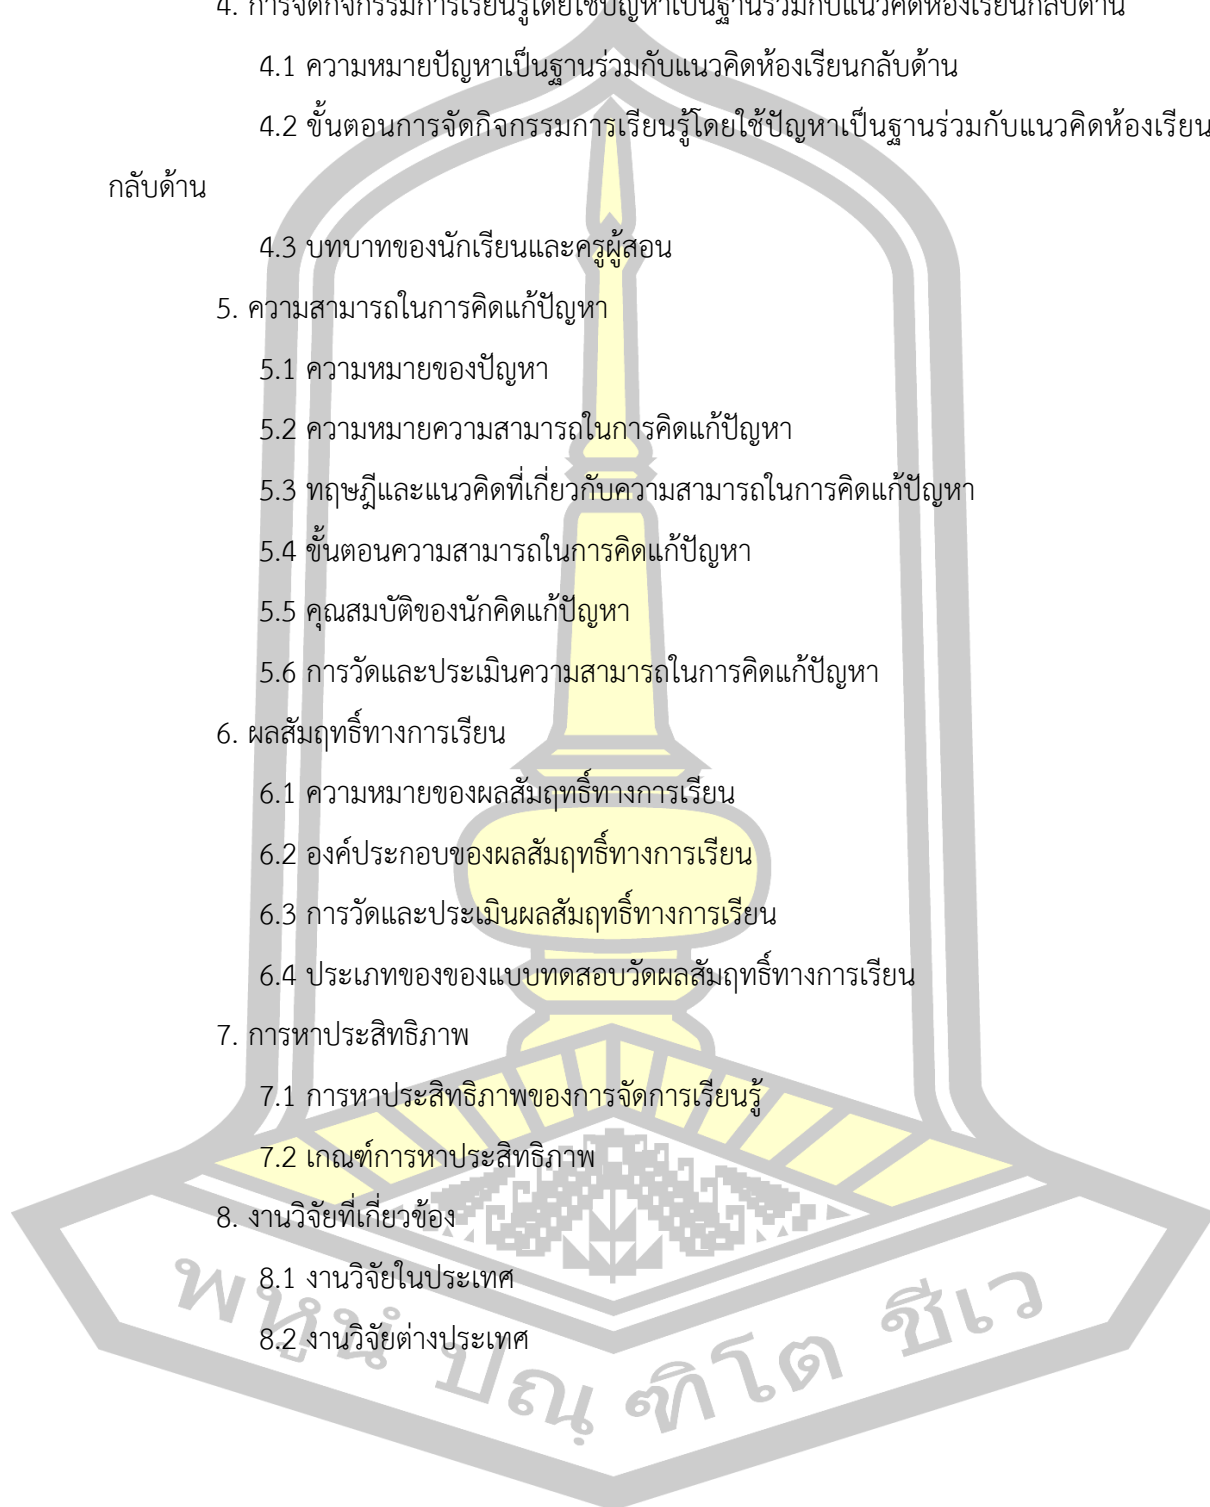 4. การจัดกิจกรรมการเรียนรู้โดยใช้ปัญหาเป็นฐานร่วมกับแนวคิดห้องเรียนกลับด้าน
4.1 ความหมายปัญหาเป็นฐานร่วมกับแนวคิดห้องเรียนกลับด้าน
4.2 ขั้นตอนการจัดกิจกรรมการเรียนรู้โดยใช้ปัญหาเป็นฐานร่วมกับแนวคิดห้องเรียน
กลับด้าน
4.3 บทบาทของนักเรียนและครูผู้สอน
5. ความสามารถในการคิดแก้ปัญหา
5.1 ความหมายของปัญหา
5.2 ความหมายความสามารถในการคิดแก้ปัญหา
5.3 ทฤษฎีและแนวคิดที่เกี่ยวกับความสามารถในการคิดแก้ปัญหา
5.4 ขั้นตอนความสามารถในการคิดแก้ปัญหา
5.5 คุณสมบัติของนักคิดแก้ปัญหา
5.6 การวัดและประเมินความสามารถในการคิดแก้ปัญหา
6. ผลสัมฤทธิ์ทางการเรียน
6.1 ความหมายของผลสัมฤทธิ์ทางการเรียน
6.2 องค์ประกอบของผลสัมฤทธิ์ทางการเรียน
6.3 การวัดและประเมินผลสัมฤทธิ์ทางการเรียน
6.4 ประเภทของของแบบทดสอบวัดผลสัมฤทธิ์ทางการเรียน
7. การหาประสิทธิภาพ
7.1 การหาประสิทธิภาพของการจัดการเรียนรู้
7.2 เกณฑ์การหาประสิทธิภาพ
8. งานวิจัยที่เกี่ยวข้อง
8.1 งานวิจัยในประเทศ
8.2 งานวิจัยต่างประเทศ
พหูนํ ปณฺฑิโต ชีเว